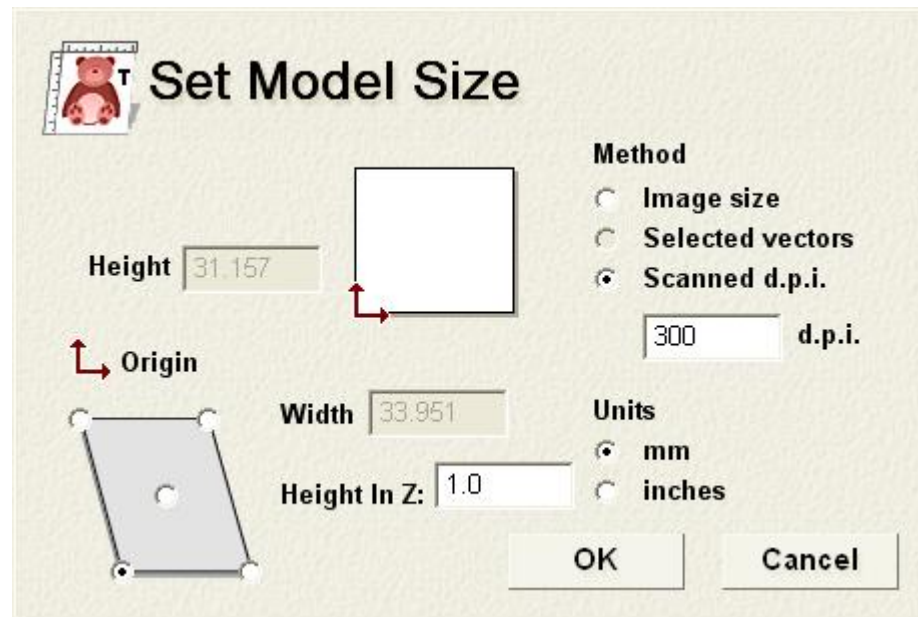 T
Set Model Size
Method
Image size
Selected vectors
Height 31.157
Scanned d.p.i.
300 d.p.i.
Origin
Width 33.951
Units
mm
Height In Z: 1.0
inches
OK Cancel